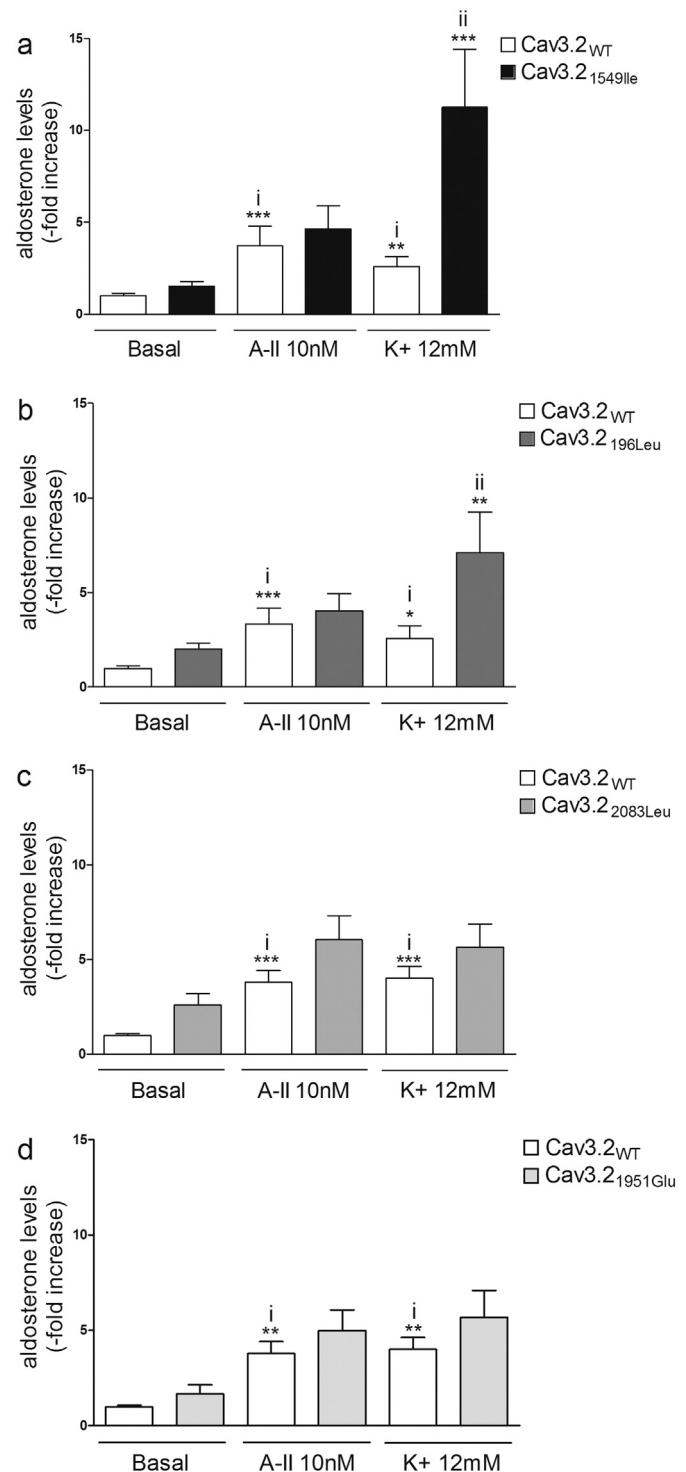 a
aldosterone levels
(-fold increase)
15
10
5
0
i
***
i
**
ii
***
Cav3.2WT
Cav3.21549Ile
Basal
A-II 10nM
K+ 12mM
b
aldosterone levels
(-fold increase)
15
10
5
0
i
***
i
*
ii
**
Cav3.2WT
Cav3.2196Leu
Basal
A-II 10nM
K+ 12mM
c
aldosterone levels
(-fold increase)
15
10
5
0
i
***
i
***
Cav3.2WT
Cav3.22083Leu
Basal
A-II 10nM
K+ 12mM
d
aldosterone levels
(-fold increase)
15
10
5
0
i
**
i
**
Cav3.2WT
Cav3.21951Glu
Basal
A-II 10nM
K+ 12mM